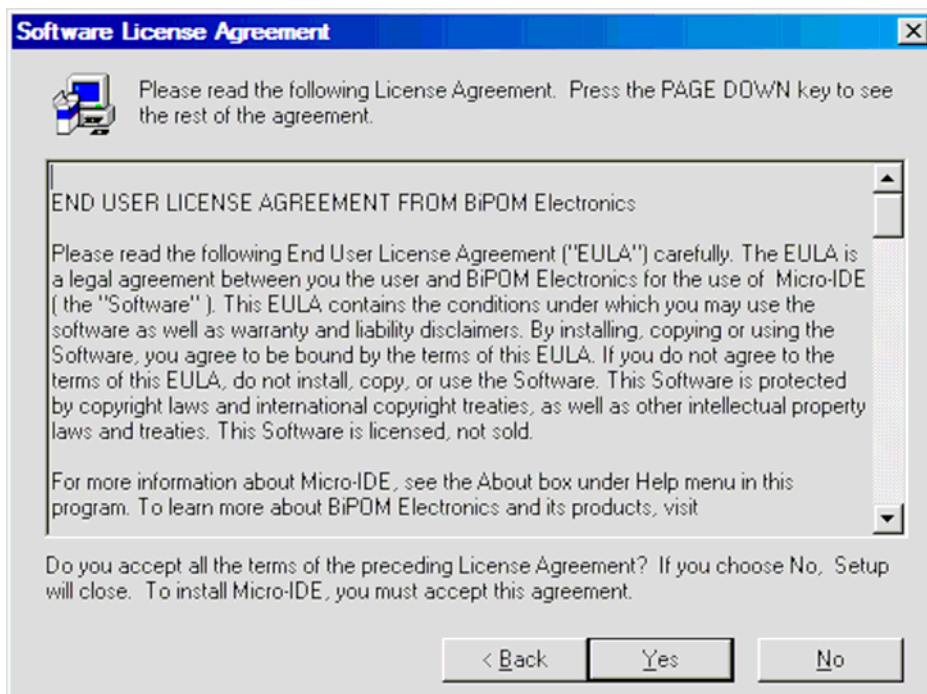 Software License Agreement
Please read the following License Agreement. Press the PAGE DOWN key to see
the rest of the agreement.
END USER LICENSE AGREEMENT FROM BiPOM Electronics
Please read the following End User License Agreement ("EULA") carefully. The EULA is
a legal agreement between you the user and BiPOM Electronics for the use of Micro-IDE
( the "Software" ). This EULA contains the conditions under which you may use the
software as well as warranty and liability disclaimers. By installing, copying or using the
Software, you agree to be bound by the terms of this EULA. If you do not agree to the
terms of this EULA, do not install, copy, or use the Software. This Software is protected
by copyright laws and international copyright treaties, as well as other intellectual property
laws and treaties. This Software is licensed, not sold.
For more information about Micro-IDE, see the About box under Help menu in this
program. To learn more about BiPOM Electronics and its products, visit
Do you accept all the terms of the preceding License Agreement? If you choose No, Setup
will close. To install Micro-IDE, you must accept this agreement.
< Back Yes No